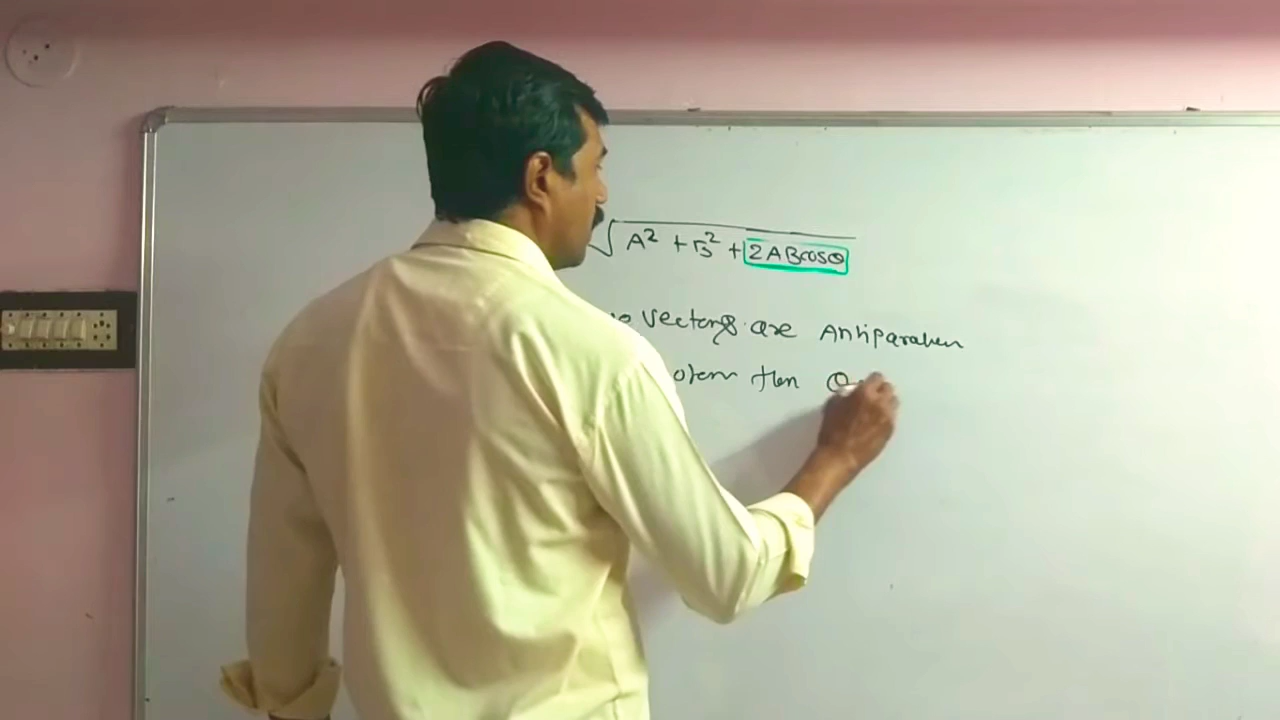 √A² + B² + 2ABcosθ
vectors are Antiparallel
then θ